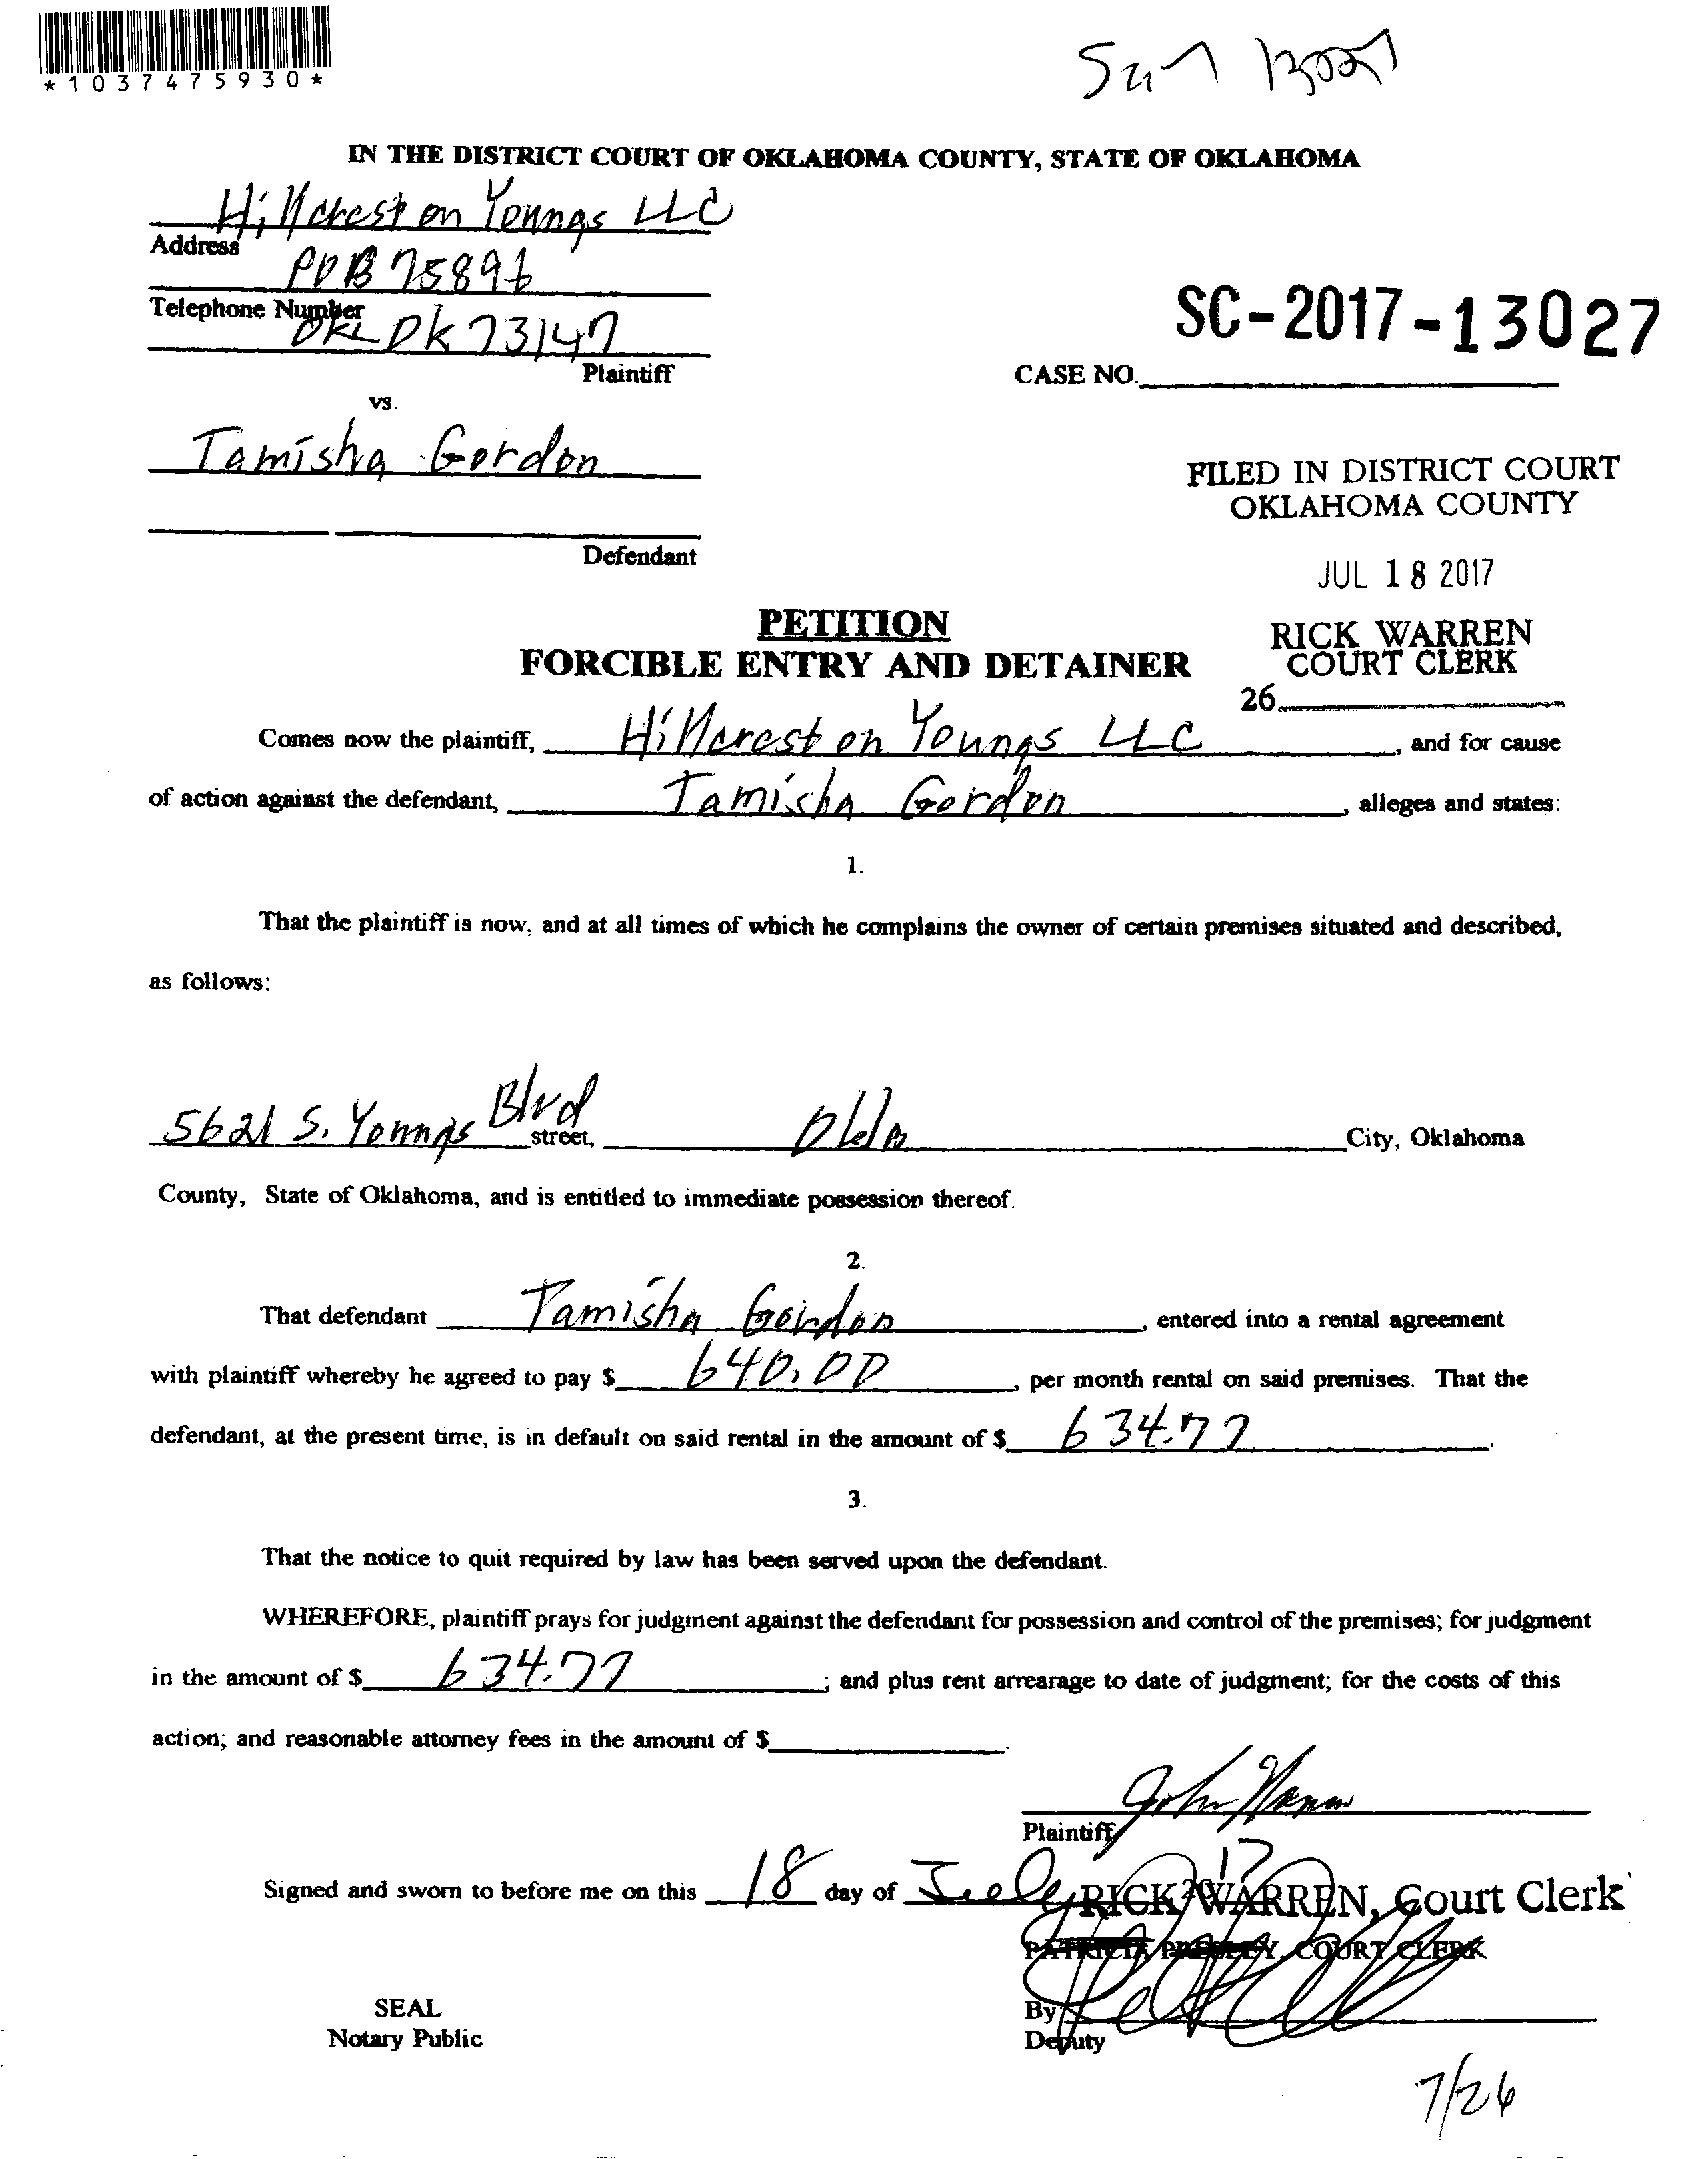 *1037475930*
IN THE DISTRICT COURT OF OKLAHOMA COUNTY, STATE OF OKLAHOMA
Hillcrest on Youngs LLC
Address
POB 75896
Telephone Number
OKC OK 73147
Plaintiff
SC-2017-13027
CASE NO.
vs.
Tamisha Gordon
Defendant
FILED IN DISTRICT COURT
OKLAHOMA COUNTY
JUL 18 2017
RICK WARREN
COURT CLERK
26
PETITION
FORCIBLE ENTRY AND DETAINER
Comes now the plaintiff, Hillcrest on Youngs LLC, and for cause
of action against the defendant, Tamisha Gordon, alleges and states:
1.
That the plaintiff is now, and at all times of which he complains the owner of certain premises situated and described,
as follows:
5621 S. Youngs Blvd street, Okla City, Oklahoma
County, State of Oklahoma, and is entitled to immediate possession thereof.
2.
That defendant Tamisha Gordon, entered into a rental agreement
with plaintiff whereby he agreed to pay $ 640.00, per month rental on said premises. That the
defendant, at the present time, is in default on said rental in the amount of $ 634.77.
3.
That the notice to quit required by law has been served upon the defendant.
WHEREFORE, plaintiff prays for judgment against the defendant for possession and control of the premises; for judgment
in the amount of $ 634.77; and plus rent arrearage to date of judgment; for the costs of this
action; and reasonable attorney fees in the amount of $
John
Plaintiff
Signed and sworn to before me on this 18 day of July 17
RICK WARREN, Court Clerk
PATRICIA PRESLEY, COURT CLERK
SEAL
Notary Public
By
Deputy
7/26